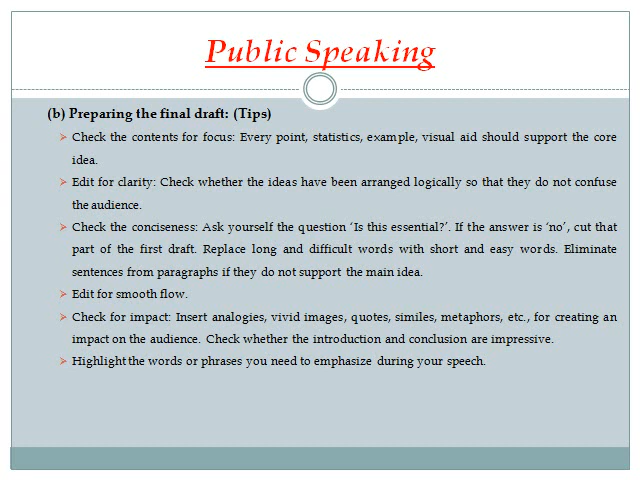 Public Speaking
(b) Preparing the final draft: (Tips)
➢ Check the contents for focus: Every point, statistics, example, visual aid should support the core
idea.
➢ Edit for clarity: Check whether the ideas have been arranged logically so that they do not confuse
the audience.
➢ Check the conciseness: Ask yourself the question ‘Is this essential?’. If the answer is ‘no’, cut that
part of the first draft. Replace long and difficult words with short and easy words. Eliminate
sentences from paragraphs if they do not support the main idea.
➢ Edit for smooth flow.
➢ Check for impact: Insert analogies, vivid images, quotes, similes, metaphors, etc., for creating an
impact on the audience. Check whether the introduction and conclusion are impressive.
➢ Highlight the words or phrases you need to emphasize during your speech.